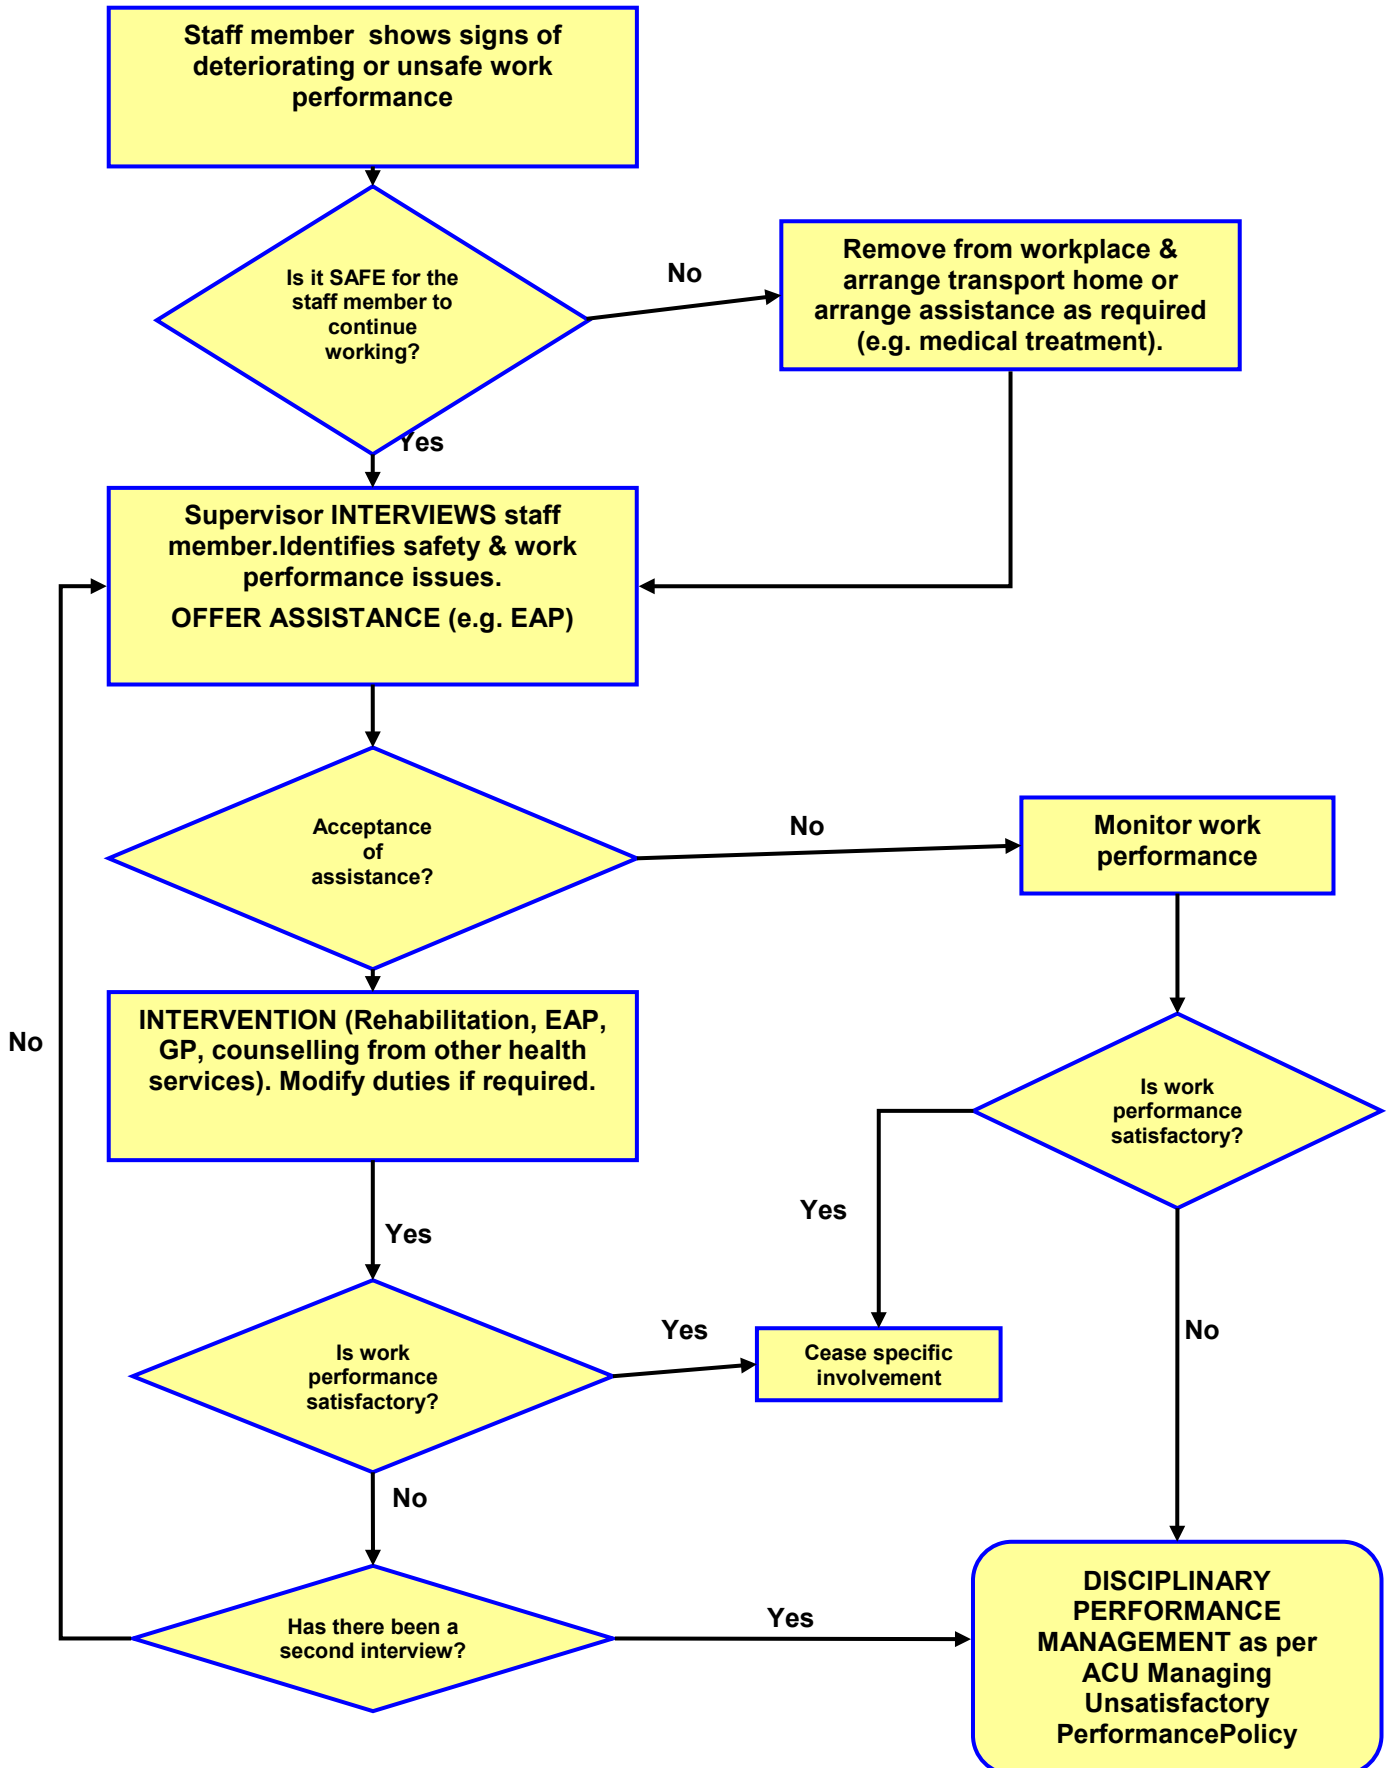 Staff member  shows signs of
deteriorating or unsafe work
performance
Is it SAFE for the
staff member to
continue
working?
No
Remove from workplace &
arrange transport home or
arrange assistance as required
(e.g. medical treatment).
Yes
Supervisor INTERVIEWS staff
member.Identifies safety & work
performance issues.
OFFER ASSISTANCE (e.g. EAP)
Acceptance
of
assistance?
No
Monitor work
performance
No
INTERVENTION (Rehabilitation, EAP,
GP, counselling from other health
services). Modify duties if required.
Is work
performance
satisfactory?
Yes
Yes
Is work
performance
satisfactory?
Yes
Cease specific
involvement
No
No
Has there been a
second interview?
Yes
DISCIPLINARY
PERFORMANCE
MANAGEMENT as per
ACU Managing
Unsatisfactory
PerformancePolicy